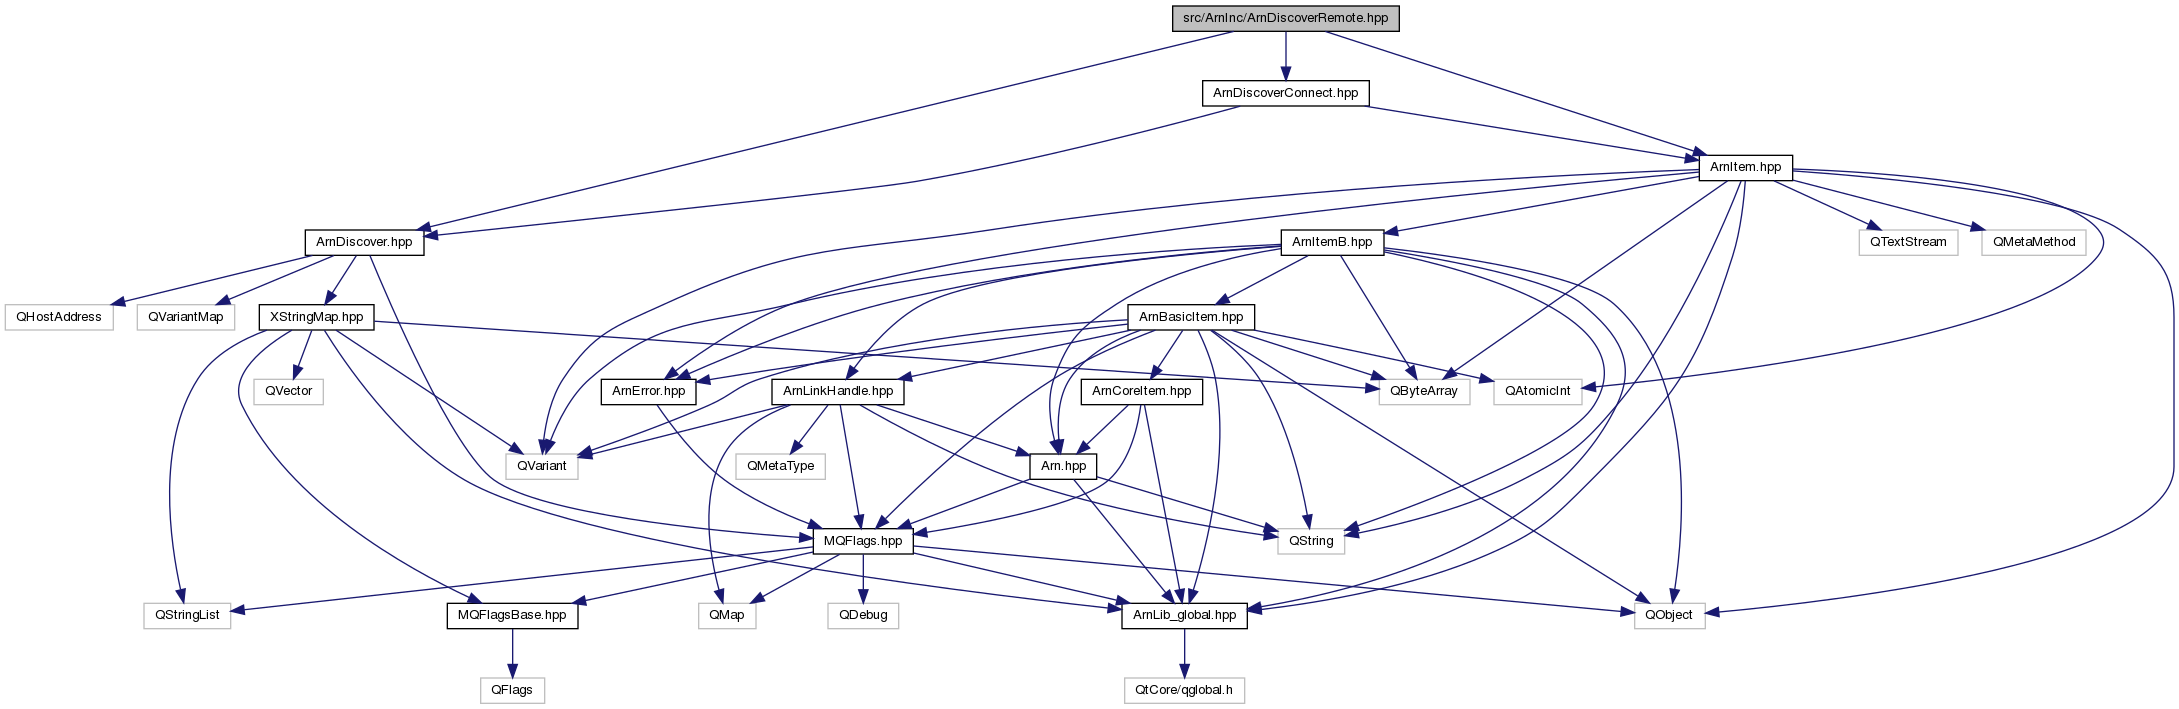 src/ArnInc/ArnDiscoverRemote.hpp
ArnDiscoverConnect.hpp
ArnItem.hpp
ArnDiscover.hpp
ArnItemB.hpp
QTextStream
QMetaMethod
QHostAddress
QVariantMap
XStringMap.hpp
ArnBasicItem.hpp
QVector
ArnError.hpp
ArnLinkHandle.hpp
ArnCoreItem.hpp
QByteArray
QAtomicInt
QVariant
QMetaType
Arn.hpp
MQFlags.hpp
QString
QStringList
MQFlagsBase.hpp
QMap
QDebug
ArnLib_global.hpp
QObject
QFlags
QtCore/qglobal.h